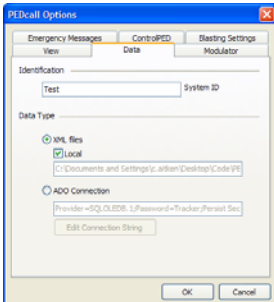 PEDcall Options
Emergency Messages ControlPED Blasting Settings
View Data Modulator
Identification
Test System ID
Data Type
XML files
Local
C:\Documents and Settings\c.aitken\Desktop\Code\PE
ADO Connection
Provider=SQLOLEDB.1;Password=Tracker;Persist Sec
Edit Connection String
OK Cancel